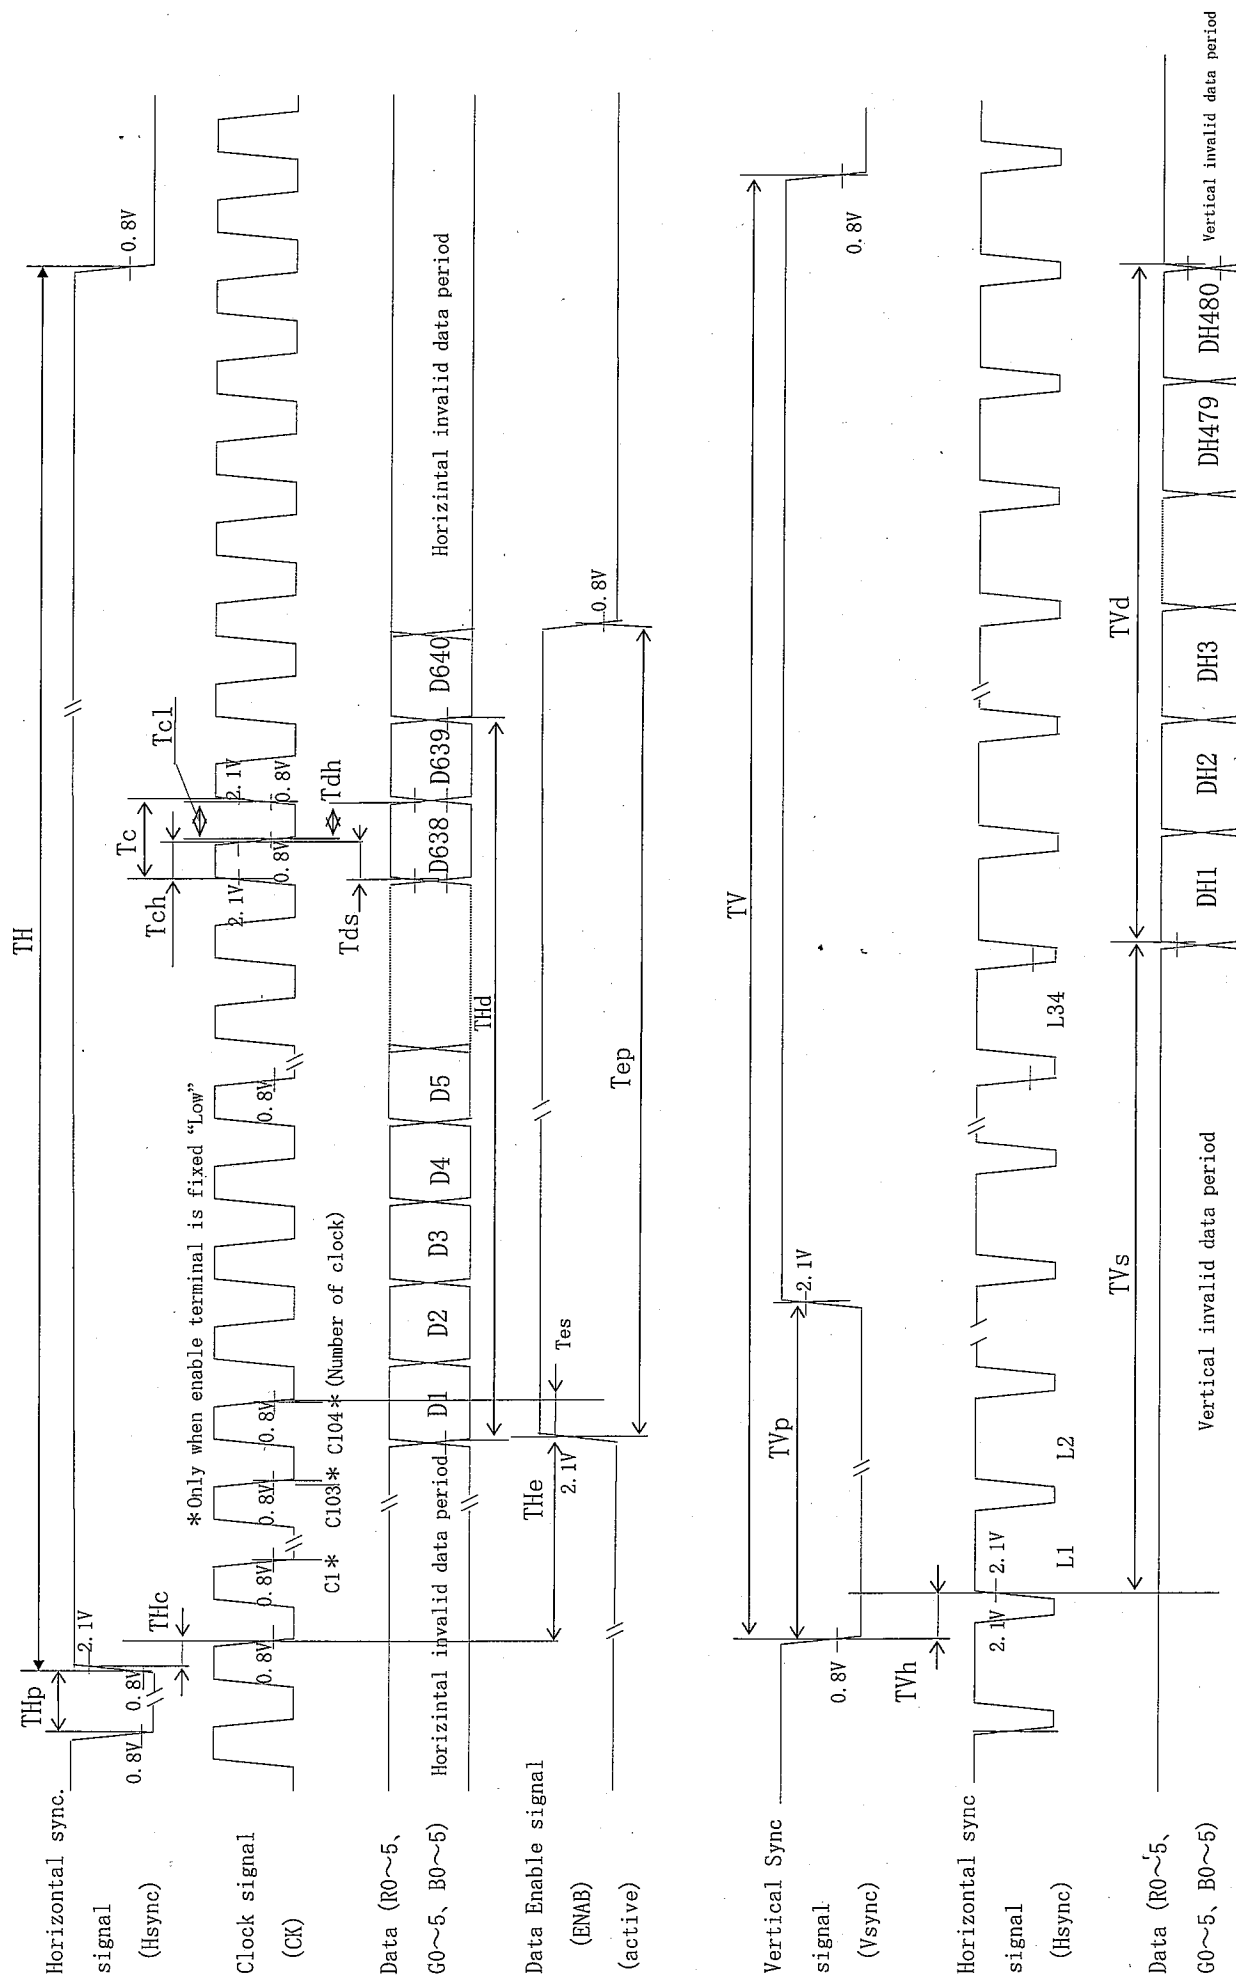 Horizontal sync.
signal
(Hsync)
THp
TH
0.8V
0.8V
2.1V
0.8V
THc
*Only when enable terminal is fixed “Low”
Tch
Tc
Tcl
Clock signal
(CK)
0.8V
0.8V
0.8V
0.8V
0.8V
2.1V
0.8V
2.1V
0.8V
C1*
C103*
C104*(Number of clock)
Tds
Tdh
Data (R0~5、
G0~5、B0~5)
Horizintal invalid data period
D1
D2
D3
D4
D5
D638
D639
D640
Horizintal invalid data period
THd
Data Enable signal
(ENAB)
(active)
THe
2.1V
Tes
Tep
0.8V
Vertical Sync
signal
(Vsync)
TV
TVp
0.8V
2.1V
0.8V
TVh
Horizontal sync
signal
(Hsync)
2.1V
2.1V
L1
L2
L34
TVs
TVd
Data (R0~5、
G0~5、B0~5)
Vertical invalid data period
DH1
DH2
DH3
DH479
DH480
Vertical invalid data period